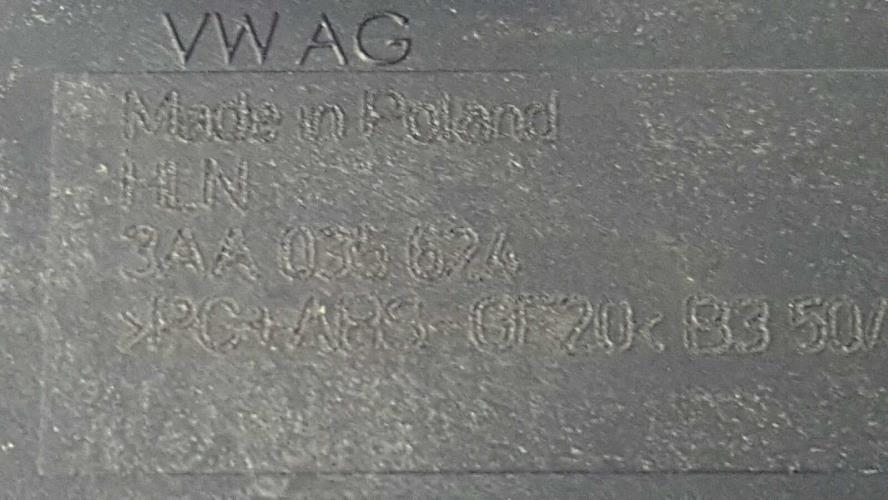 VW AG
Made in Poland
HLN
3AA 035 624
>PC+ABS-GF20< B3 50/